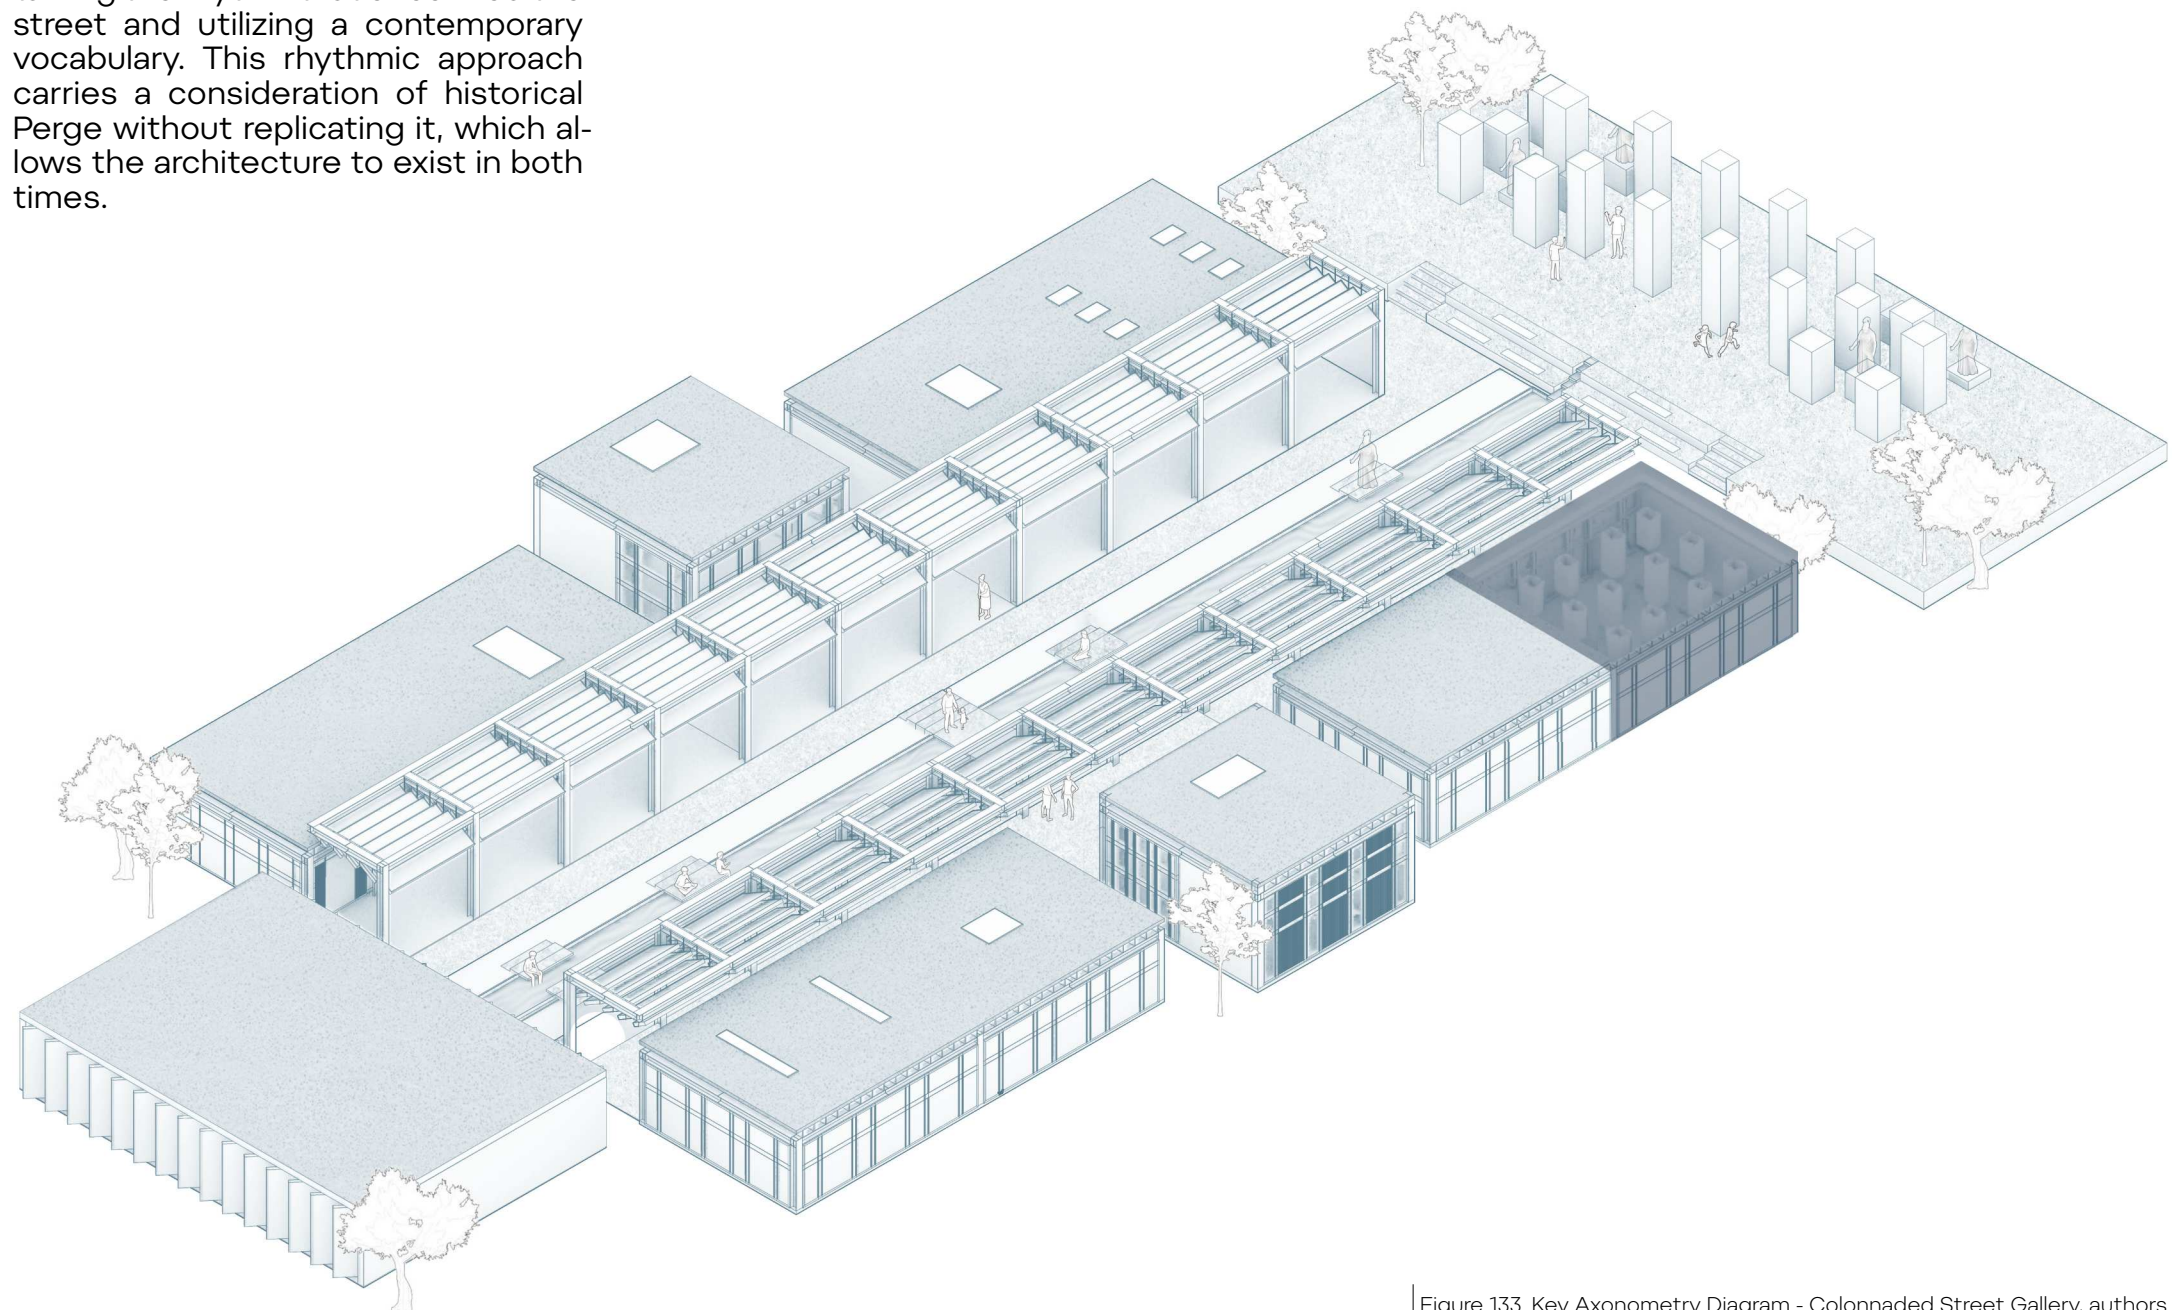 street and utilizing a contemporary
vocabulary. This rhythmic approach
carries a consideration of historical
Perge without replicating it, which al-
lows the architecture to exist in both
times.
Figure 133. Key Axonometry Diagram - Colonnaded Street Gallery, authors